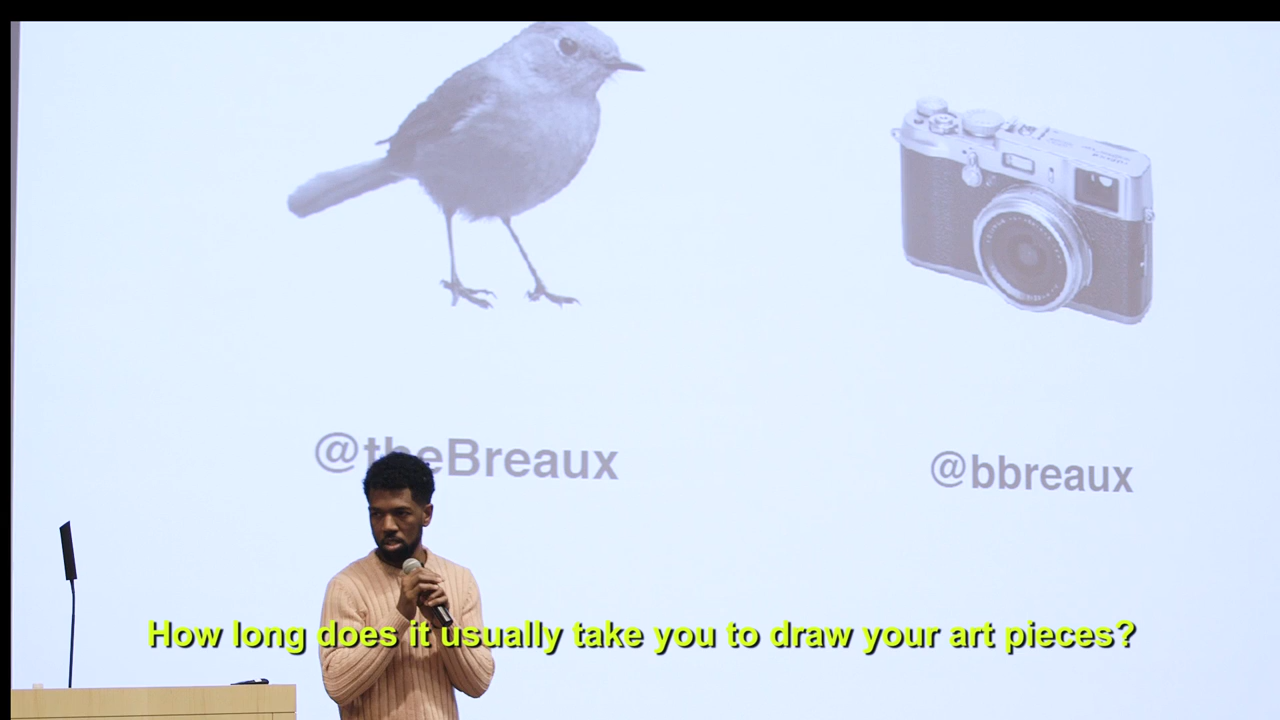 @theBreaux
@bbreaux
How long does it usually take you to draw your art pieces?